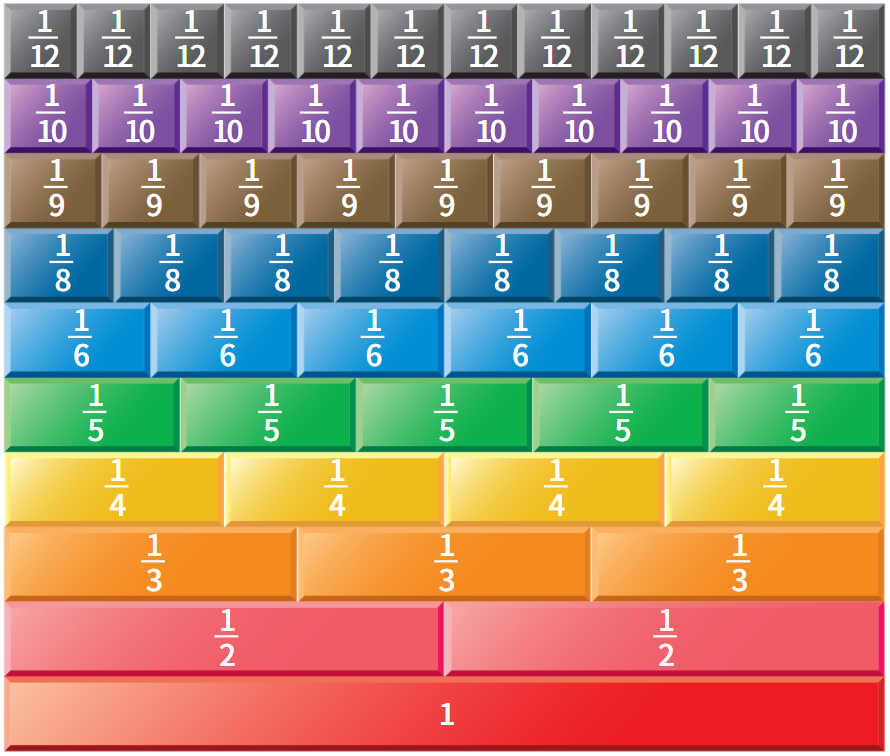 1/12 1/12 1/12 1/12 1/12 1/12 1/12 1/12 1/12 1/12 1/12 1/12
1/10 1/10 1/10 1/10 1/10 1/10 1/10 1/10 1/10 1/10
1/9 1/9 1/9 1/9 1/9 1/9 1/9 1/9 1/9
1/8 1/8 1/8 1/8 1/8 1/8 1/8 1/8
1/6 1/6 1/6 1/6 1/6 1/6
1/5 1/5 1/5 1/5 1/5
1/4 1/4 1/4 1/4
1/3 1/3 1/3
1/2 1/2
1